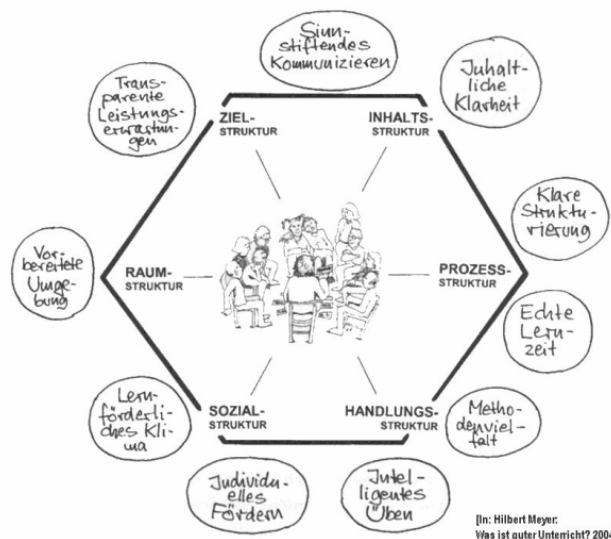 Sinn-
stiftendes
Kommunizieren
Trans-
parente
Leistungs-
erwartun-
gen
Inhalt-
liche
Klarheit
ZIEL-
STRUKTUR
INHALTS-
STRUKTUR
Klare
Struktu-
rierung
Vor-
bereitete
Umge-
bung
RAUM-
STRUKTUR
PROZESS-
STRUKTUR
Echte
Lern-
zeit
Lern-
förderli-
ches Kli-
ma
SOZIAL-
STRUKTUR
HANDLUNGS-
STRUKTUR
Metho-
denviel-
falt
Individu-
elles
Fördern
Intel-
ligentes
Üben
[In: Hilbert Meyer:
Was ist guter Unterricht? 2004